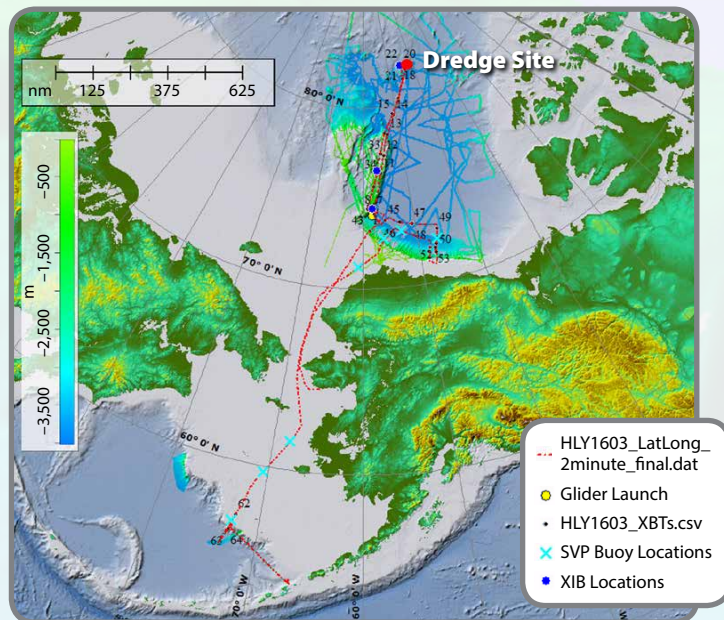 22 20
Dredge Site
21 18
nm 125 375 625
80° 0' N
15 14
13
33 12
-500
-1,500
m
-2,500
-3,500
45 47 49
43
48 50
53
70° 0' N
60° 0' N
62
63 64
70° 0' W
60° 0' W
HLY1603_LatLong_
2minute_final.dat
Glider Launch
HLY1603_XBTs.csv
SVP Buoy Locations
XIB Locations